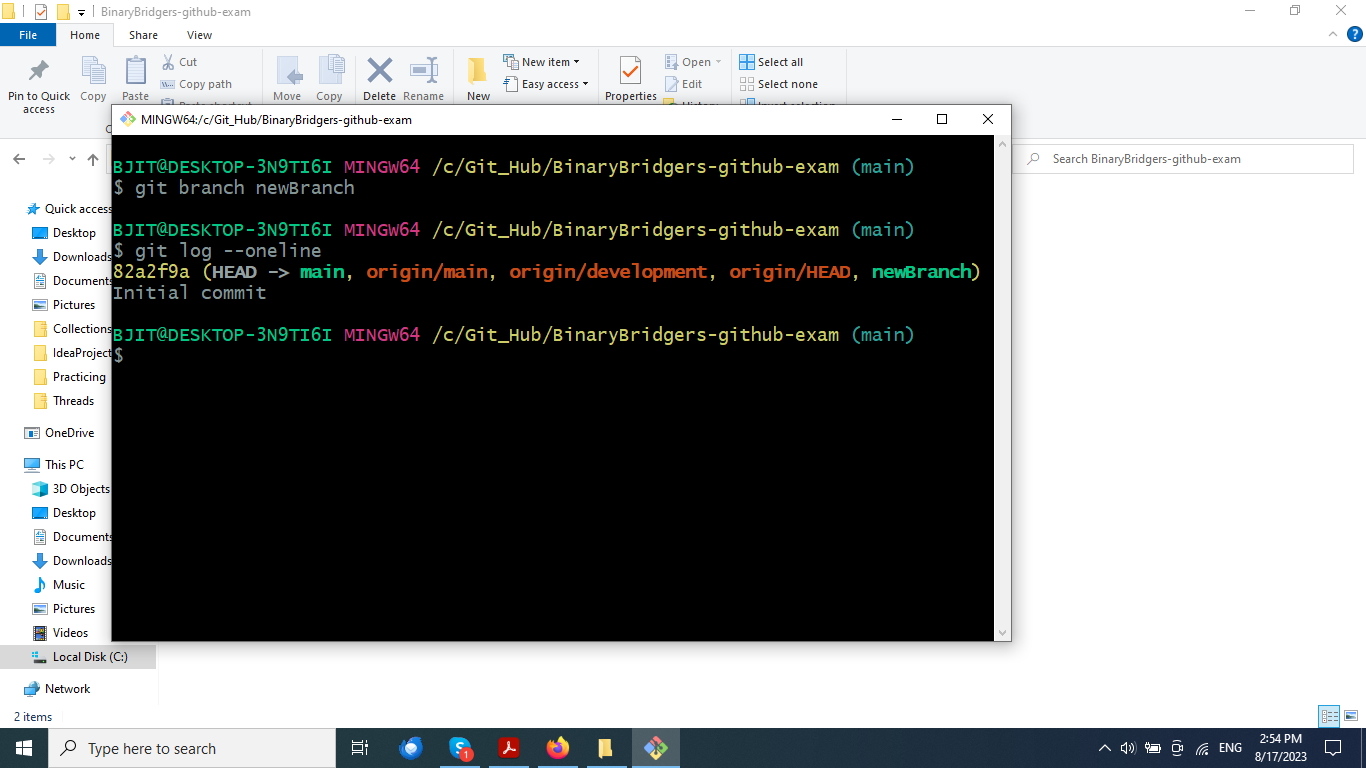 BinaryBridgers-github-exam
File Home Share View
Pin to Quick access
Copy
Paste
Cut
Copy path
Move
Copy
Delete
Rename
New
New item
Easy access
Properties
Open
Edit
Select all
Select none
MINGW64:/c/Git_Hub/BinaryBridgers-github-exam
BJIT@DESKTOP-3N9TI6I MINGW64 /c/Git_Hub/BinaryBridgers-github-exam (main)
$ git branch newBranch
BJIT@DESKTOP-3N9TI6I MINGW64 /c/Git_Hub/BinaryBridgers-github-exam (main)
$ git log --oneline
82a2f9a (HEAD -> main, origin/main, origin/development, origin/HEAD, newBranch)
Initial commit
BJIT@DESKTOP-3N9TI6I MINGW64 /c/Git_Hub/BinaryBridgers-github-exam (main)
$
Search BinaryBridgers-github-exam
Quick access
Desktop
Downloads
Documents
Pictures
Collections
IdeaProject
Practicing
Threads
OneDrive
This PC
3D Objects
Desktop
Documents
Downloads
Music
Pictures
Videos
Local Disk (C:)
Network
2 items
Type here to search
1
ENG
2:54 PM
8/17/2023